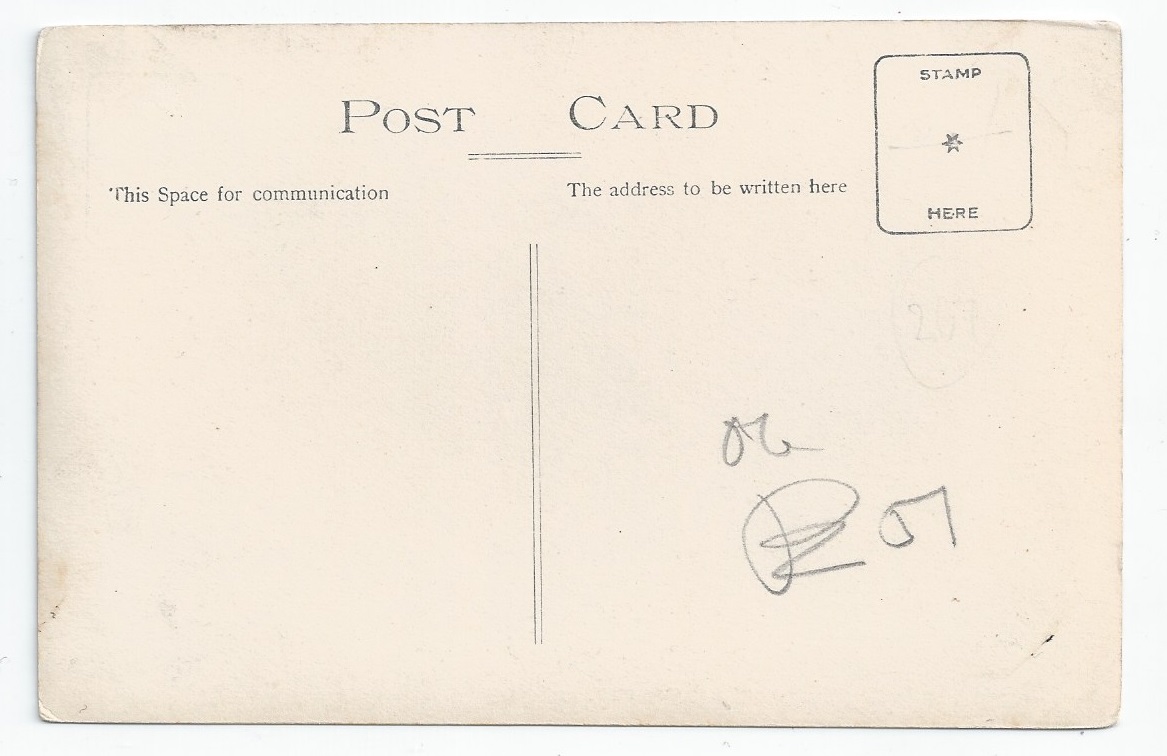 POST CARD
STAMP
HERE
This Space for communication
The address to be written here